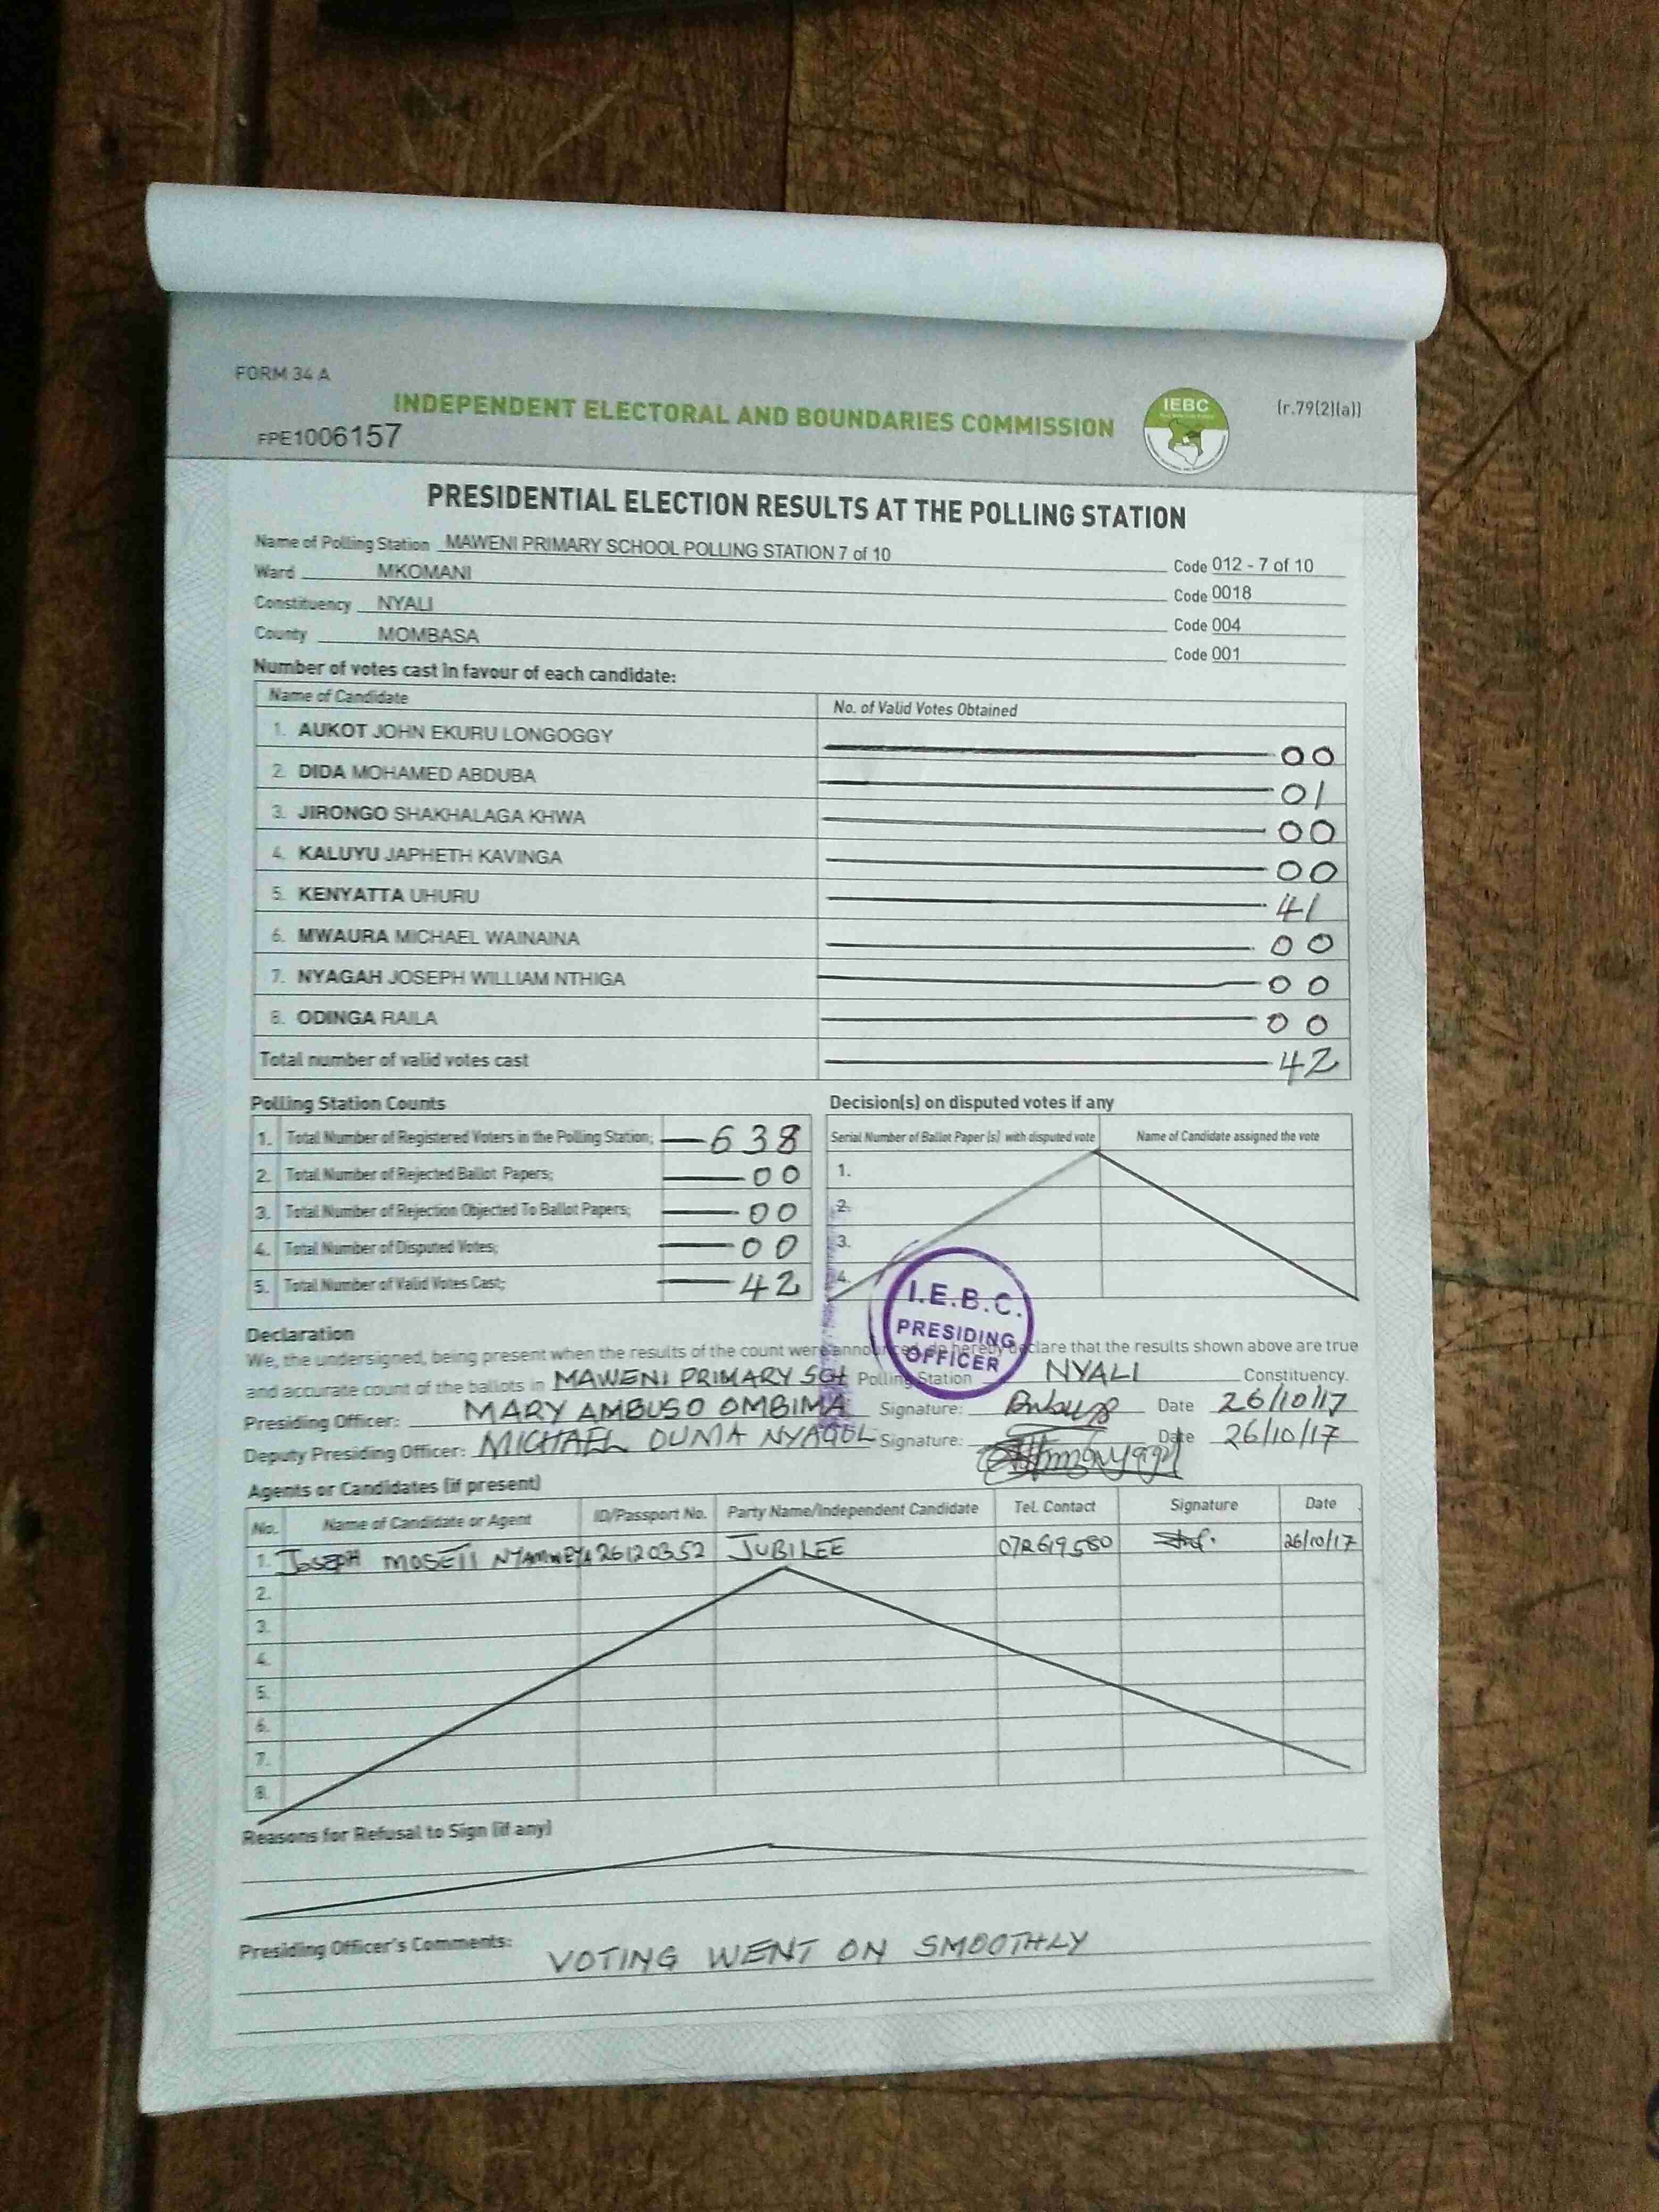 FORM 34 A
INDEPENDENT ELECTORAL AND BOUNDARIES COMMISSION
IEBC
(r.79(2)(a))
FPE1006157
PRESIDENTIAL ELECTION RESULTS AT THE POLLING STATION
Name of Polling Station MAWENI PRIMARY SCHOOL POLLING STATION 7 of 10 Code 012 - 7 of 10
Ward MKOMANI Code 0018
Constituency NYALI Code 004
County MOMBASA Code 001
Number of votes cast in favour of each candidate:
Name of Candidate No. of Valid Votes Obtained
1. AUKOT JOHN EKURU LONGOGGY 00
2. DIDA MOHAMED ABDUBA 01
3. JIRONGO SHAKHALAGA KHWA 00
4. KALUYU JAPHETH KAVINGA 00
5. KENYATTA UHURU 41
6. MWAURA MICHAEL WAINAINA 00
7. NYAGAH JOSEPH WILLIAM NTHIGA 00
8. ODINGA RAILA 00
Total number of valid votes cast 42
Polling Station Counts
1. Total Number of Registered Voters in the Polling Station; 638
2. Total Number of Rejected Ballot Papers; 00
3. Total Number of Rejection Objected To Ballot Papers; 00
4. Total Number of Disputed Votes; 00
5. Total Number of Valid Votes Cast; 42
Decision(s) on disputed votes if any
Serial Number of Ballot Paper (s) with disputed vote Name of Candidate assigned the vote
1.
2.
3.
4.
I.E.B.C.
PRESIDING
OFFICER
Declaration
We, the undersigned, being present when the results of the count were announced, do hereby declare that the results shown above are true
and accurate count of the ballots in MAWENI PRIMARY SCH Polling Station NYALI Constituency.
Presiding Officer: MARY AMBUSO OMBIMA Signature: Date 26/10/17
Deputy Presiding Officer: MICHAEL OUMA NYAGOL Signature: Date 26/10/17
Agents or Candidates (if present)
No. Name of Candidate or Agent ID/Passport No. Party Name/Independent Candidate Tel. Contact Signature Date
1. JOSEPH MOSETI NYAMWEYA 26120352 JUBILEE 26/10/17
2.
3.
4.
5.
6.
7.
8.
Reasons for Refusal to Sign (if any)
Presiding Officer's Comments: VOTING WENT ON SMOOTHLY